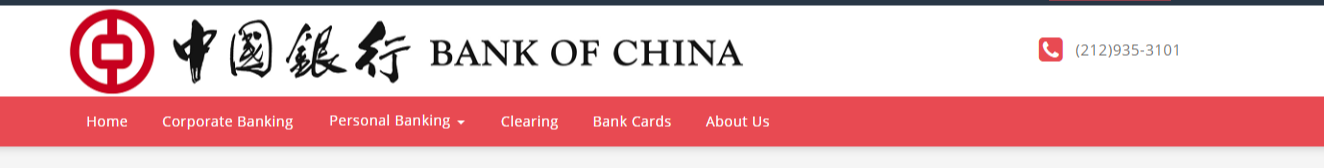 中國銀行 BANK OF CHINA
(212)935-3101
Home Corporate Banking Personal Banking Clearing Bank Cards About Us